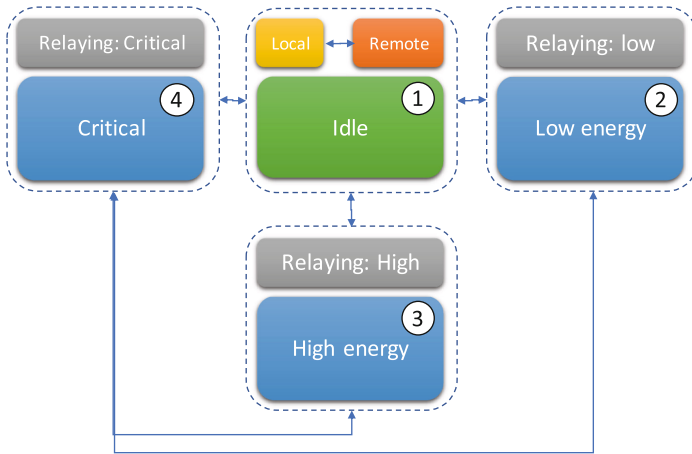 Relaying: Critical
4
Critical
Local
Remote
1
Idle
Relaying: low
2
Low energy
Relaying: High
3
High energy